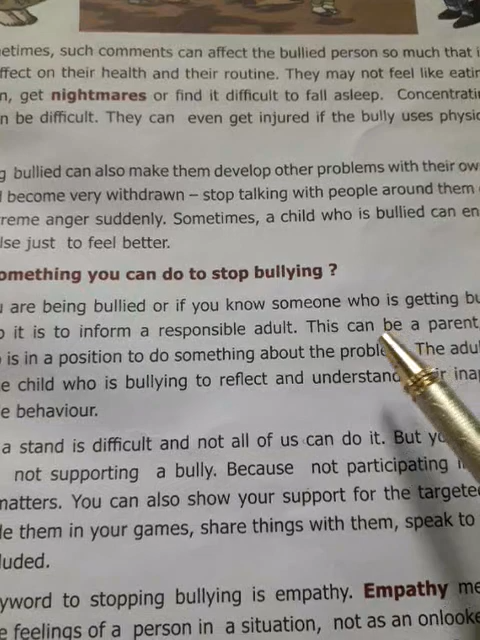 etimes, such comments can affect the bullied person so much that i
ffect on their health and their routine. They may not feel like eatin
n, get nightmares or find it difficult to fall asleep. Concentratin
n be difficult. They can even get injured if the bully uses physic
g bullied can also make them develop other problems with their ow
l become very withdrawn – stop talking with people around them
reme anger suddenly. Sometimes, a child who is bullied can en
lse just to feel better.
omething you can do to stop bullying ?
u are being bullied or if you know someone who is getting bu
o it is to inform a responsible adult. This can be a parent
is in a position to do something about the The adu
e child who is bullying to reflect and understand inap
e behaviour.
a stand is difficult and not all of us can do it. But
not supporting a bully. Because not participating
matters. You can also show your support for the targete
le them in your games, share things with them, speak to
luded.
yword to stopping bullying is empathy. Empathy me
e feelings of a person in a situation, not as an onlooke